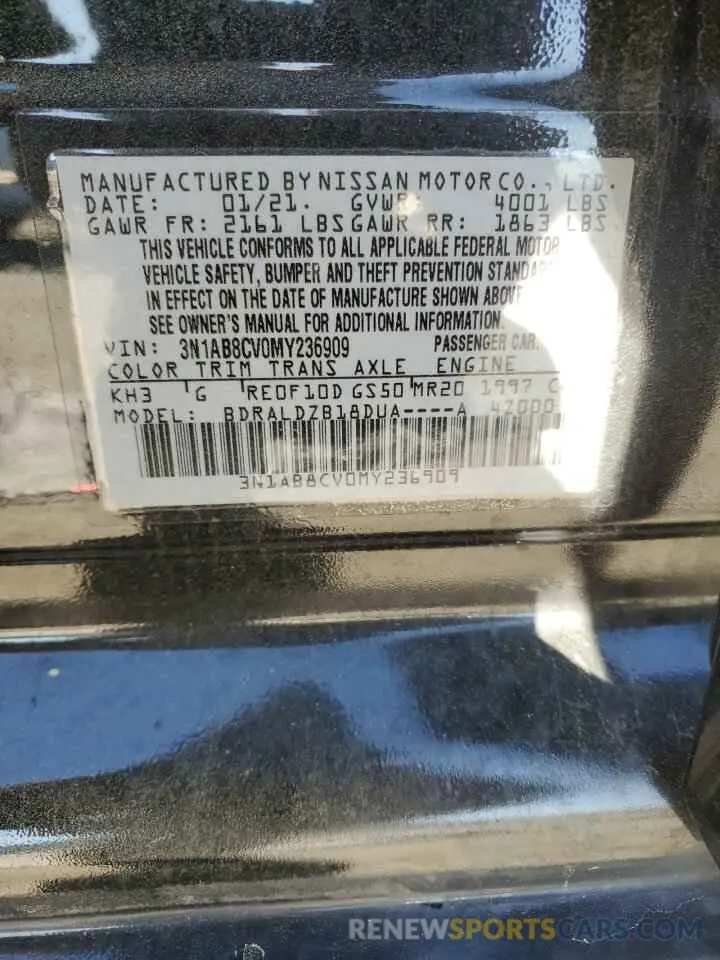 MANUFACTURED BY NISSAN MOTOR CO., LTD.
DATE: 01/21. GVWR 4001 LBS
GAWR FR: 2161 LBS GAWR RR: 1863 LBS
THIS VEHICLE CONFORMS TO ALL APPLICABLE FEDERAL MOTOR
VEHICLE SAFETY, BUMPER AND THEFT PREVENTION
IN EFFECT ON THE DATE OF MANUFACTURE SHOWN ABOVE
SEE OWNER'S MANUAL FOR ADDITIONAL INFORMATION.
VIN: 3N1AB8CV0MY236909 PASSENGER CAR.
COLOR TRIM TRANS AXLE ENGINE
KH3 G RE0F10D GS50 MR20 1997 C
MODEL: BDRALDZB18DUA----A 4Z000
3N1AB8CV0MY236909
RENEWSPORTSCARS.COM